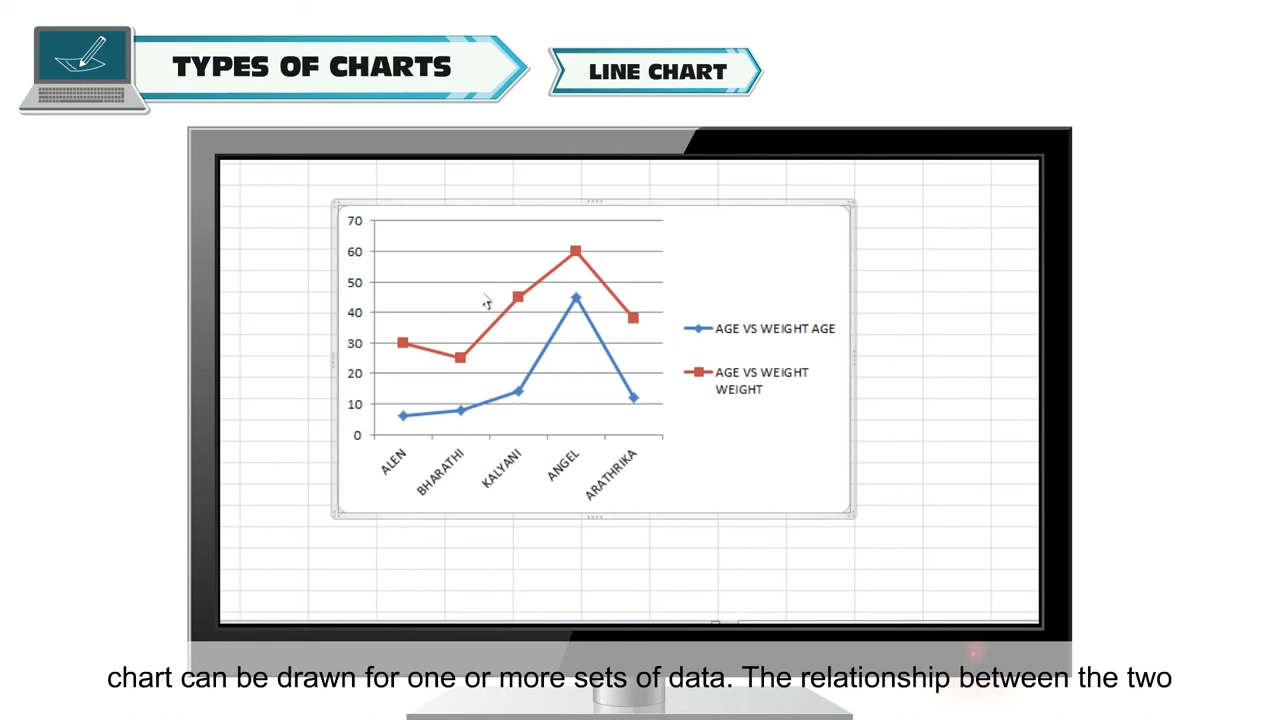 TYPES OF CHARTS
LINE CHART
70
60
50
40
30
20
10
0
ALEN
BHARATHI
KALYANI
ANGEL
ARATHRIKA
AGE VS WEIGHT AGE
AGE VS WEIGHT
WEIGHT
chart can be drawn for one or more sets of data. The relationship between the two